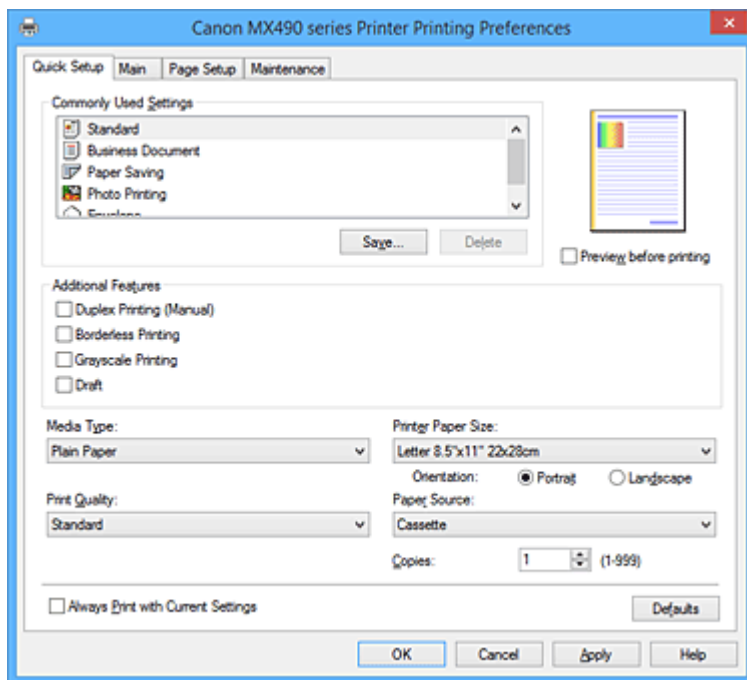 Canon MX490 series Printer Printing Preferences
Quick Setup Main Page Setup Maintenance
Commonly Used Settings
Standard
Business Document
Paper Saving
Photo Printing
Envelope
Save... Delete
Preview before printing
Additional Features
Duplex Printing (Manual)
Borderless Printing
Grayscale Printing
Draft
Media Type: Printer Paper Size:
Plain Paper Letter 8.5"x11" 22x28cm
Orientation: Portrait Landscape
Print Quality: Paper Source:
Standard Cassette
Copies: 1 (1-999)
Always Print with Current Settings Defaults
OK Cancel Apply Help